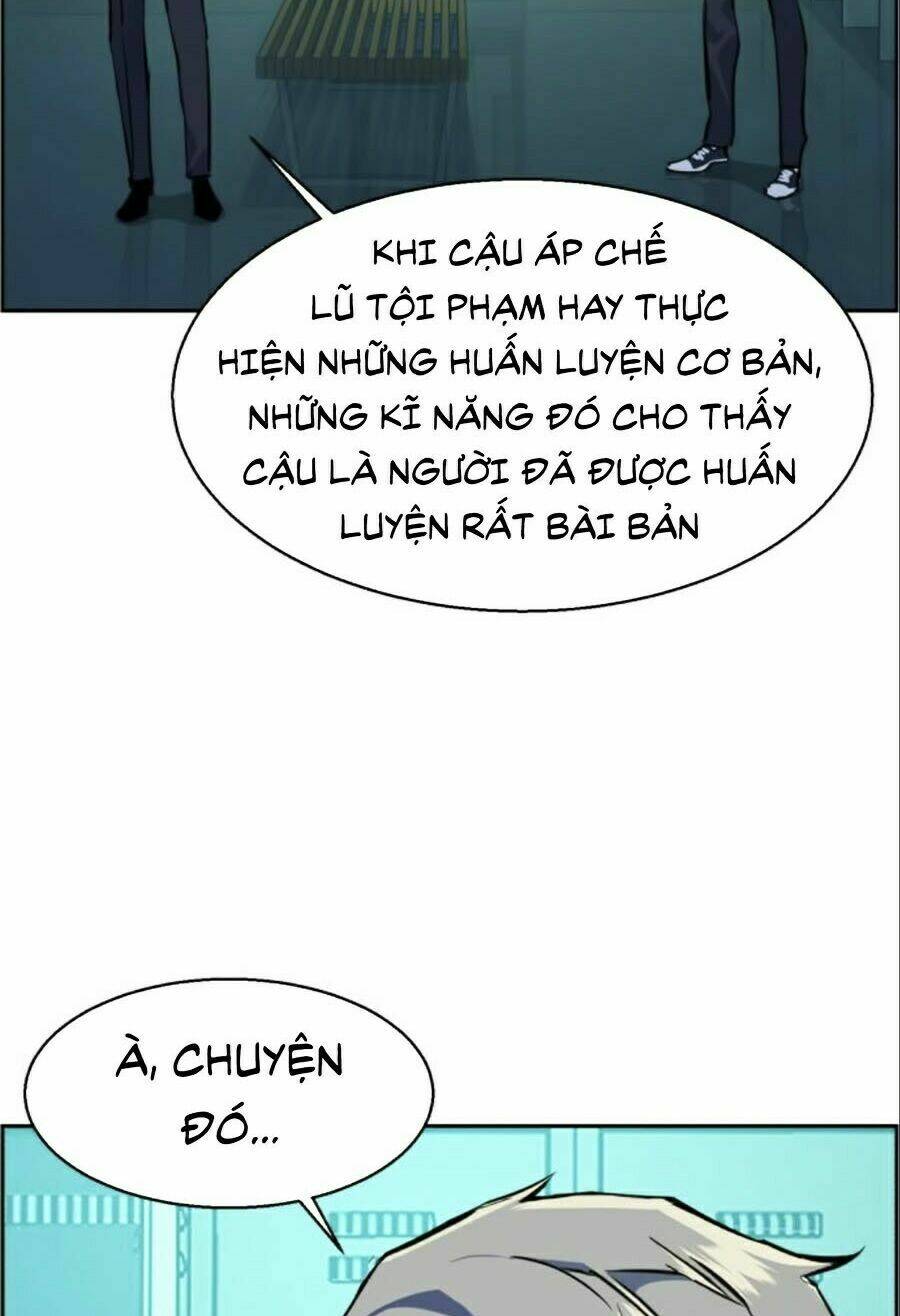 KHI CẬU ÁP CHẾ
LŨ TỘI PHẠM HAY THỰC
HIỆN NHỮNG HUẤN LUYỆN CƠ BẢN,
NHỮNG KĨ NĂNG ĐÓ CHO THẤY
CẬU LÀ NGƯỜI ĐÃ ĐƯỢC HUẤN
LUYỆN RẤT BÀI BẢN
À, CHUYỆN
ĐÓ...